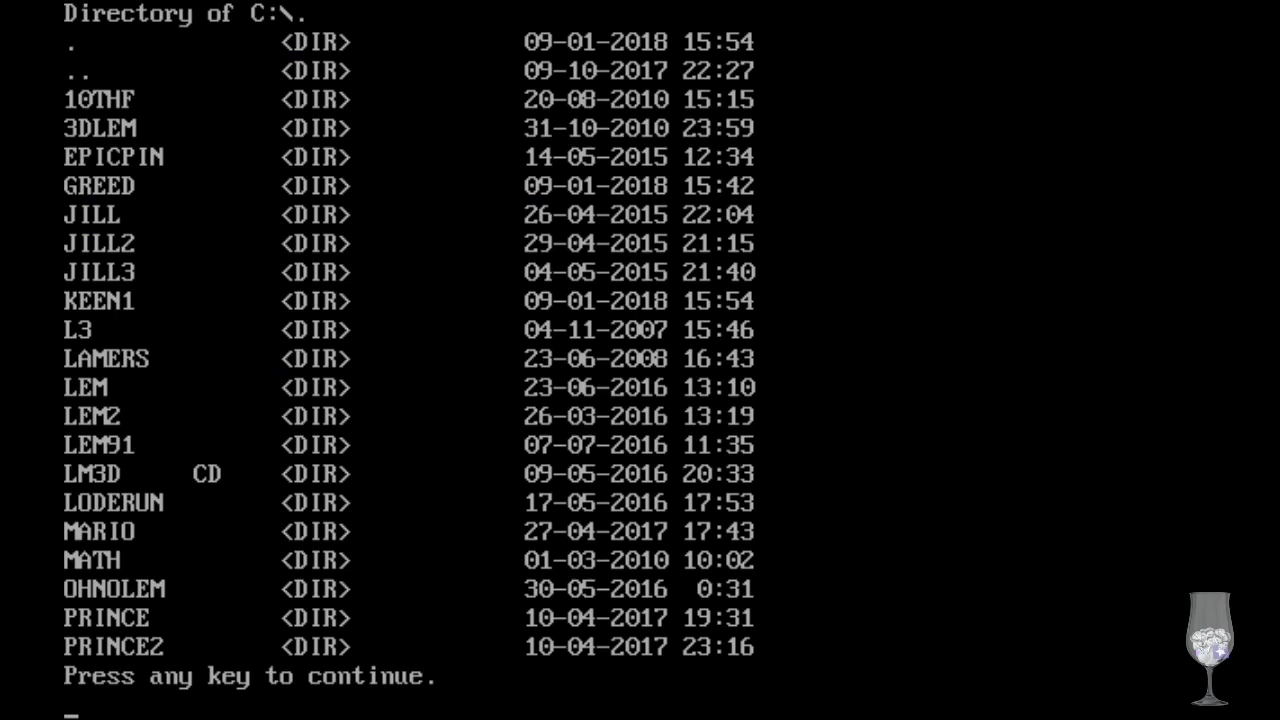 Directory of C:\.
. <DIR> 09-01-2018 15:54
.. <DIR> 09-10-2017 22:27
10THF <DIR> 20-08-2010 15:15
3DLEM <DIR> 31-10-2010 23:59
EPICPIN <DIR> 14-05-2015 12:34
GREED <DIR> 09-01-2018 15:42
JILL <DIR> 26-04-2015 22:04
JILL2 <DIR> 29-04-2015 21:15
JILL3 <DIR> 04-05-2015 21:40
KEEN1 <DIR> 09-01-2018 15:54
L3 <DIR> 04-11-2007 15:46
LAMERS <DIR> 23-06-2008 16:43
LEM <DIR> 23-06-2016 13:10
LEM2 <DIR> 26-03-2016 13:19
LEM91 <DIR> 07-07-2016 11:35
LM3D CD <DIR> 09-05-2016 20:33
LODERUN <DIR> 17-05-2016 17:53
MARIO <DIR> 27-04-2017 17:43
MATH <DIR> 01-03-2010 10:02
OHNOLEM <DIR> 30-05-2016 0:31
PRINCE <DIR> 10-04-2017 19:31
PRINCE2 <DIR> 10-04-2017 23:16
Press any key to continue.
_